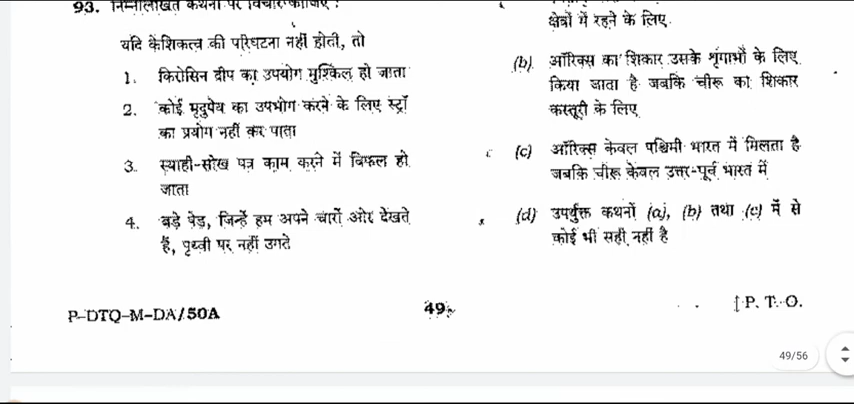 93. निम्नलिखित कथनों पर विचार कीजिए :
यदि केशिकत्व की परिघटना नहीं होती, तो
1. किरोसिन दीप का उपयोग मुश्किल हो जाता
2. कोई मृदुपेय का उपभोग करने के लिए स्ट्रॉ
का प्रयोग नहीं कर पाता
3. स्याही-सोख पत्र काम करने में विफल हो
जाता
4. बड़े पेड़, जिन्हें हम अपने चारों ओर देखते
हैं, पृथ्वी पर नहीं उगते
क्षेत्रों में रहने के लिए
(b) ऑरिक्स का शिकार उसके शृंगाभों के लिए
किया जाता है जबकि चीरू का शिकार
कस्तूरी के लिए
(c) ऑरिक्स केवल पश्चिमी भारत में मिलता है
जबकि चीरू केवल उत्तर-पूर्व भारत में
(d) उपर्युक्त कथनों (a), (b) तथा (c) में से
कोई भी सही नहीं है
P-DTQ-M-DA/50A
49
[ P. T. O.
49/56